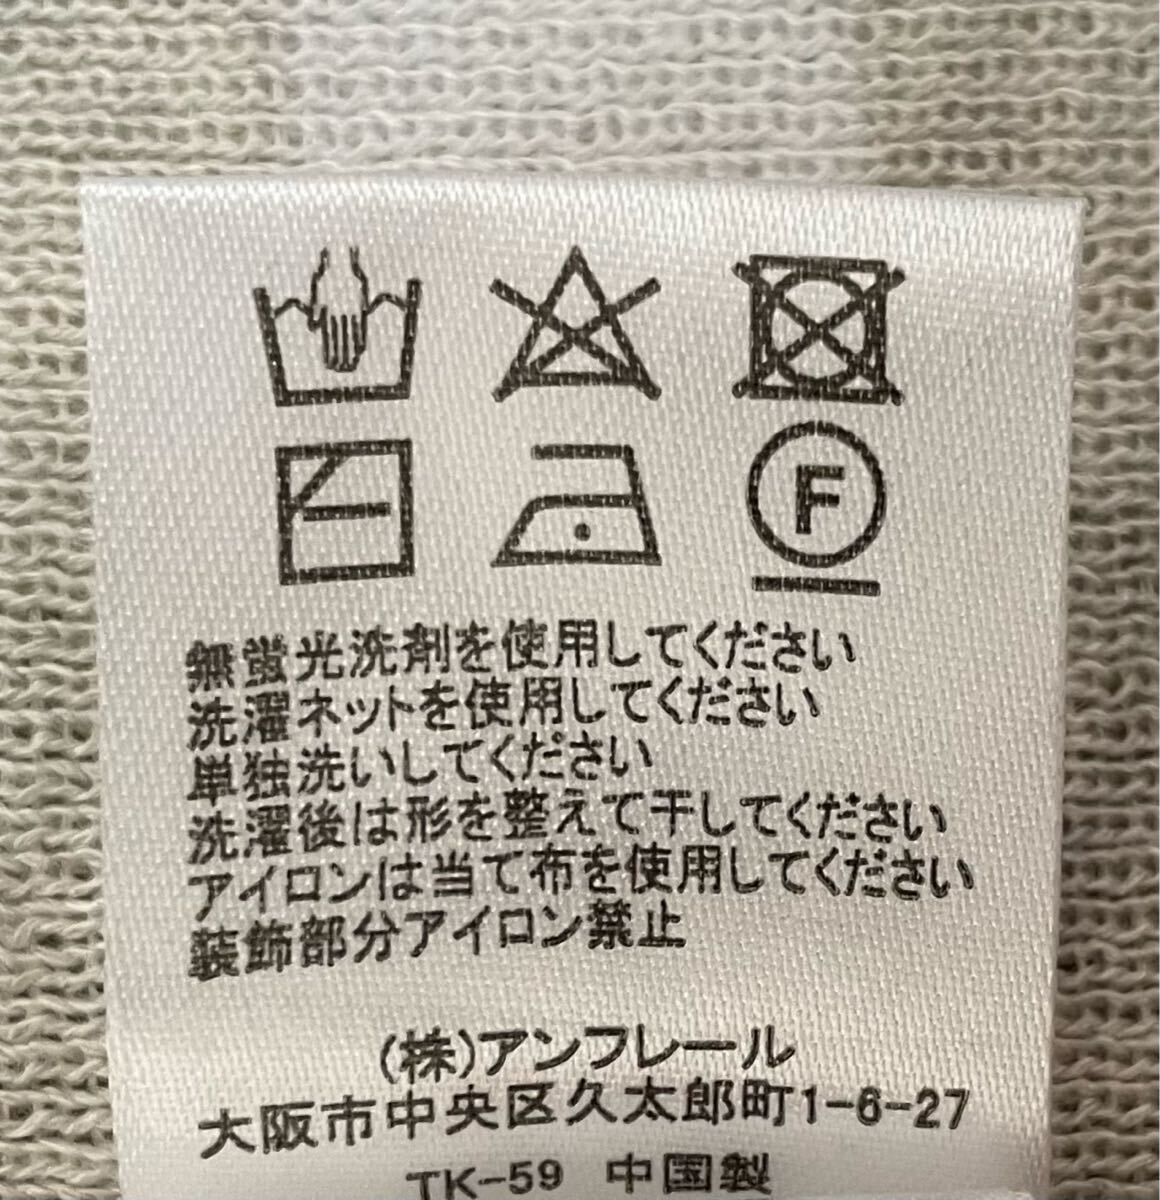 F
無蛍光洗剤を使用してください
洗濯ネットを使用してください
単独洗いしてください
洗濯後は形を整えて干してください
アイロンは当て布を使用してください
装飾部分アイロン禁止
(株)アンフレール
大阪市中央区久太郎町1-6-27
TK-59 中国製